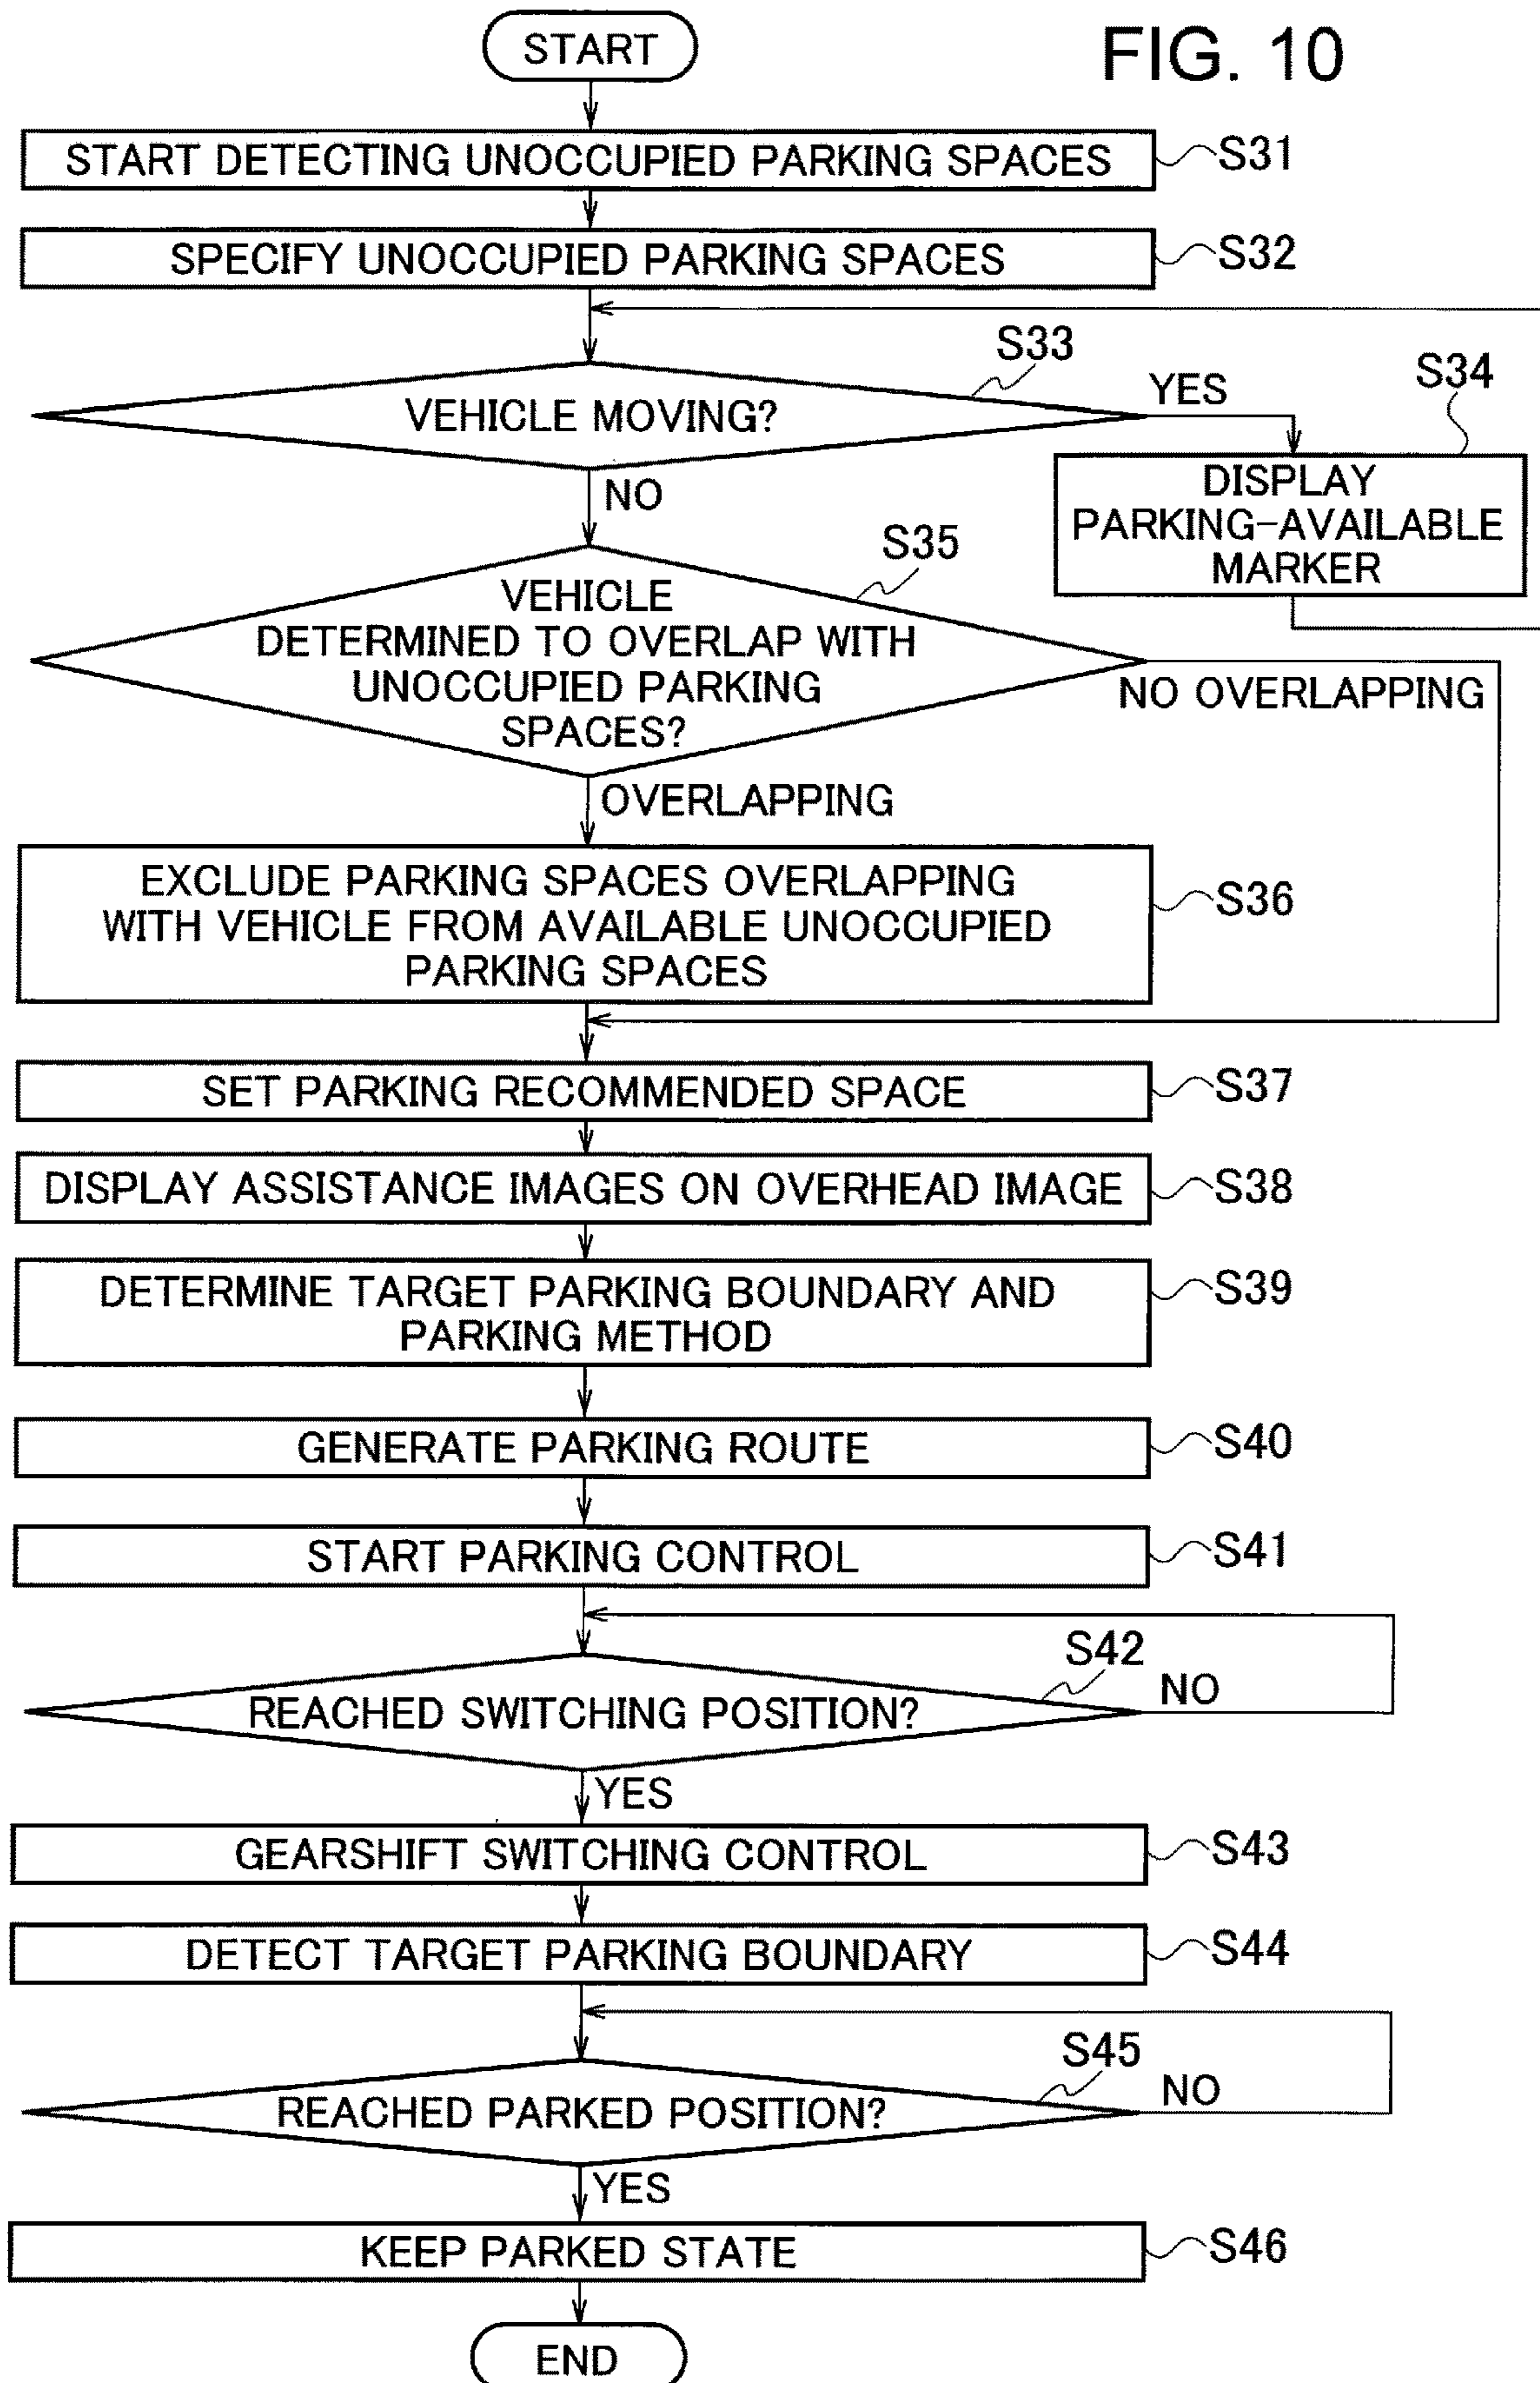 START
FIG. 10
START DETECTING UNOCCUPIED PARKING SPACES
S31
SPECIFY UNOCCUPIED PARKING SPACES
S32
S33
VEHICLE MOVING?
YES
S34
DISPLAY
PARKING-AVAILABLE
MARKER
NO
S35
VEHICLE
DETERMINED TO OVERLAP WITH
UNOCCUPIED PARKING
SPACES?
NO OVERLAPPING
OVERLAPPING
EXCLUDE PARKING SPACES OVERLAPPING
WITH VEHICLE FROM AVAILABLE UNOCCUPIED
PARKING SPACES
S36
SET PARKING RECOMMENDED SPACE
S37
DISPLAY ASSISTANCE IMAGES ON OVERHEAD IMAGE
S38
DETERMINE TARGET PARKING BOUNDARY AND
PARKING METHOD
S39
GENERATE PARKING ROUTE
S40
START PARKING CONTROL
S41
S42
REACHED SWITCHING POSITION?
NO
YES
GEARSHIFT SWITCHING CONTROL
S43
DETECT TARGET PARKING BOUNDARY
S44
S45
REACHED PARKED POSITION?
NO
YES
KEEP PARKED STATE
S46
END